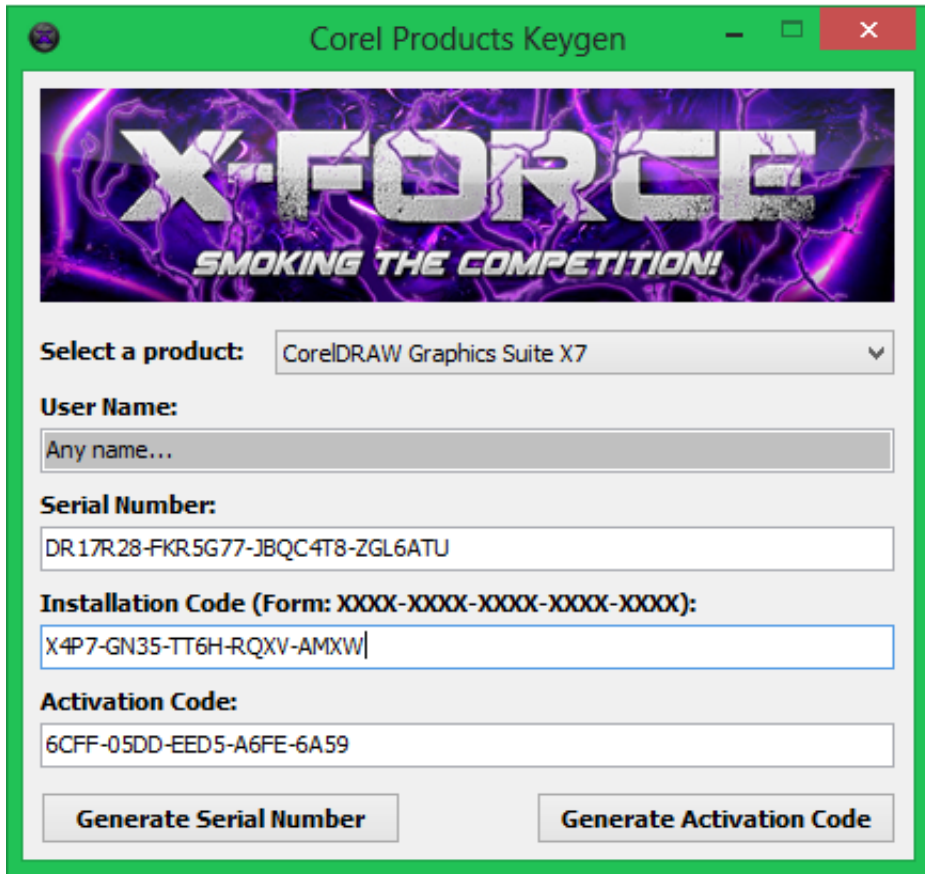 Corel Products Keygen
X-FORCE
SMOKING THE COMPETITION!
Select a product: CorelDRAW Graphics Suite X7
User Name:
Any name...
Serial Number:
DR17R28-FKR5G77-JBQC4T8-ZGL6ATU
Installation Code (Form: XXXX-XXXX-XXXX-XXXX-XXXX):
X4P7-GN35-TT6H-RQXV-AMXW
Activation Code:
6CFF-05DD-EED5-A6FE-6A59
Generate Serial Number Generate Activation Code